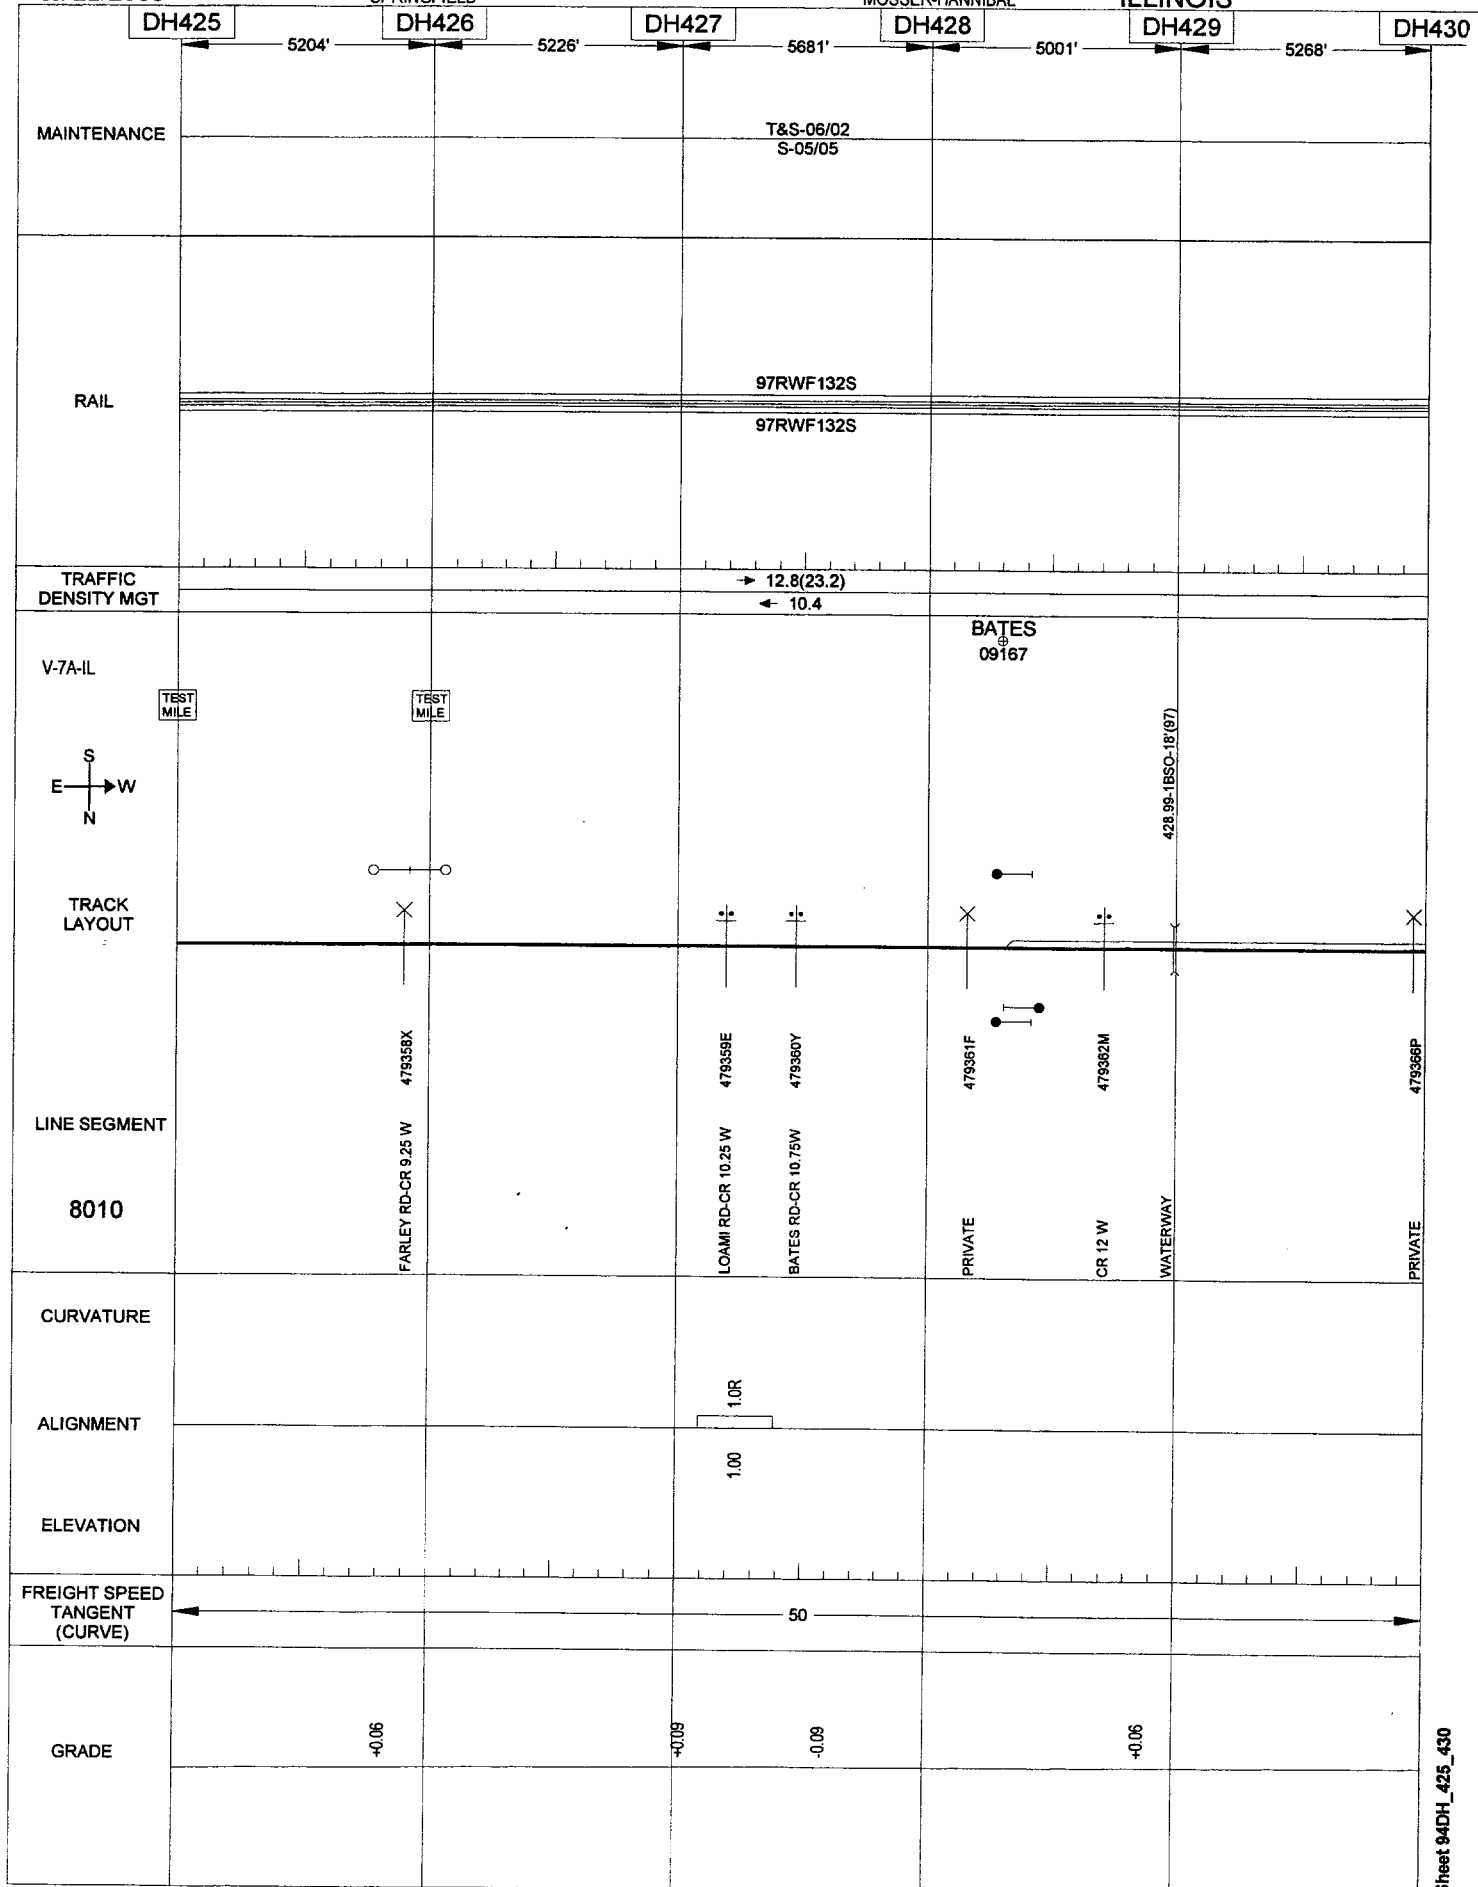 SPRINGFIELD
MOSSER-HANNIBAL
ILLINOIS
DH425
DH426
DH427
DH428
DH429
DH430
5204'
5226'
5681'
5001'
5268'
MAINTENANCE
T&S-06/02
S-05/05
RAIL
97RWF132S
97RWF132S
TRAFFIC
DENSITY MGT
12.8(23.2)
10.4
V-7A-IL
BATES
09167
TEST
MILE
TEST
MILE
S
E
W
N
428.99-1BSO-18'(97)
TRACK
LAYOUT
LINE SEGMENT
8010
FARLEY RD-CR 9.25 W 479358X
LOAMI RD-CR 10.25 W 479359E
BATES RD-CR 10.75W 479360Y
PRIVATE 479361F
CR 12 W 479362M
WATERWAY
PRIVATE 479366P
CURVATURE
1.0R
ALIGNMENT
1.00
ELEVATION
FREIGHT SPEED
TANGENT
(CURVE)
50
GRADE
+0.06
+0.09
-0.09
+0.06
Sheet 94DH_425_430